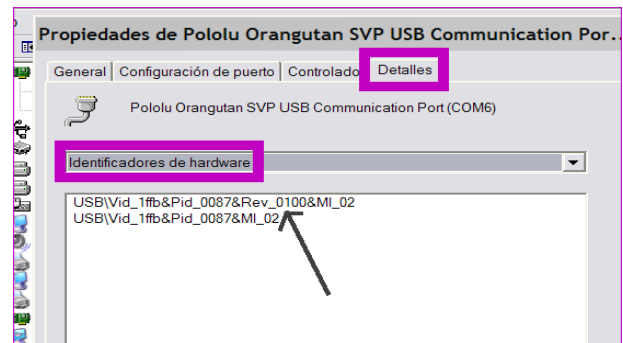 Propiedades de Pololu Orangutan SVP USB Communication Por..
General Configuración de puerto Controlado Detalles
Pololu Orangutan SVP USB Communication Port (COM6)
Identificadores de hardware
USB\Vid_1ffb&Pid_0087&Rev_0100&MI_02
USB\Vid_1ffb&Pid_0087&MI_02